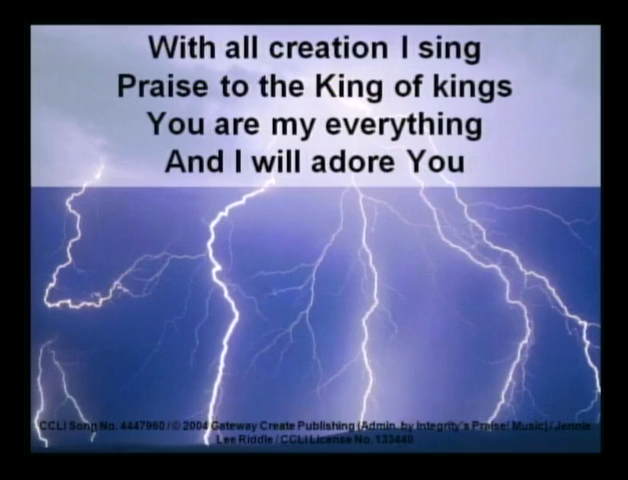 With all creation I sing
Praise to the King of kings
You are my everything
And I will adore You
CCLI Song No. 4447960 / © 2004 Gateway Create Publishing (Admin. by Integrity's Praise! Music) / Jennie
Lee Riddle / CCLI License No. 133440